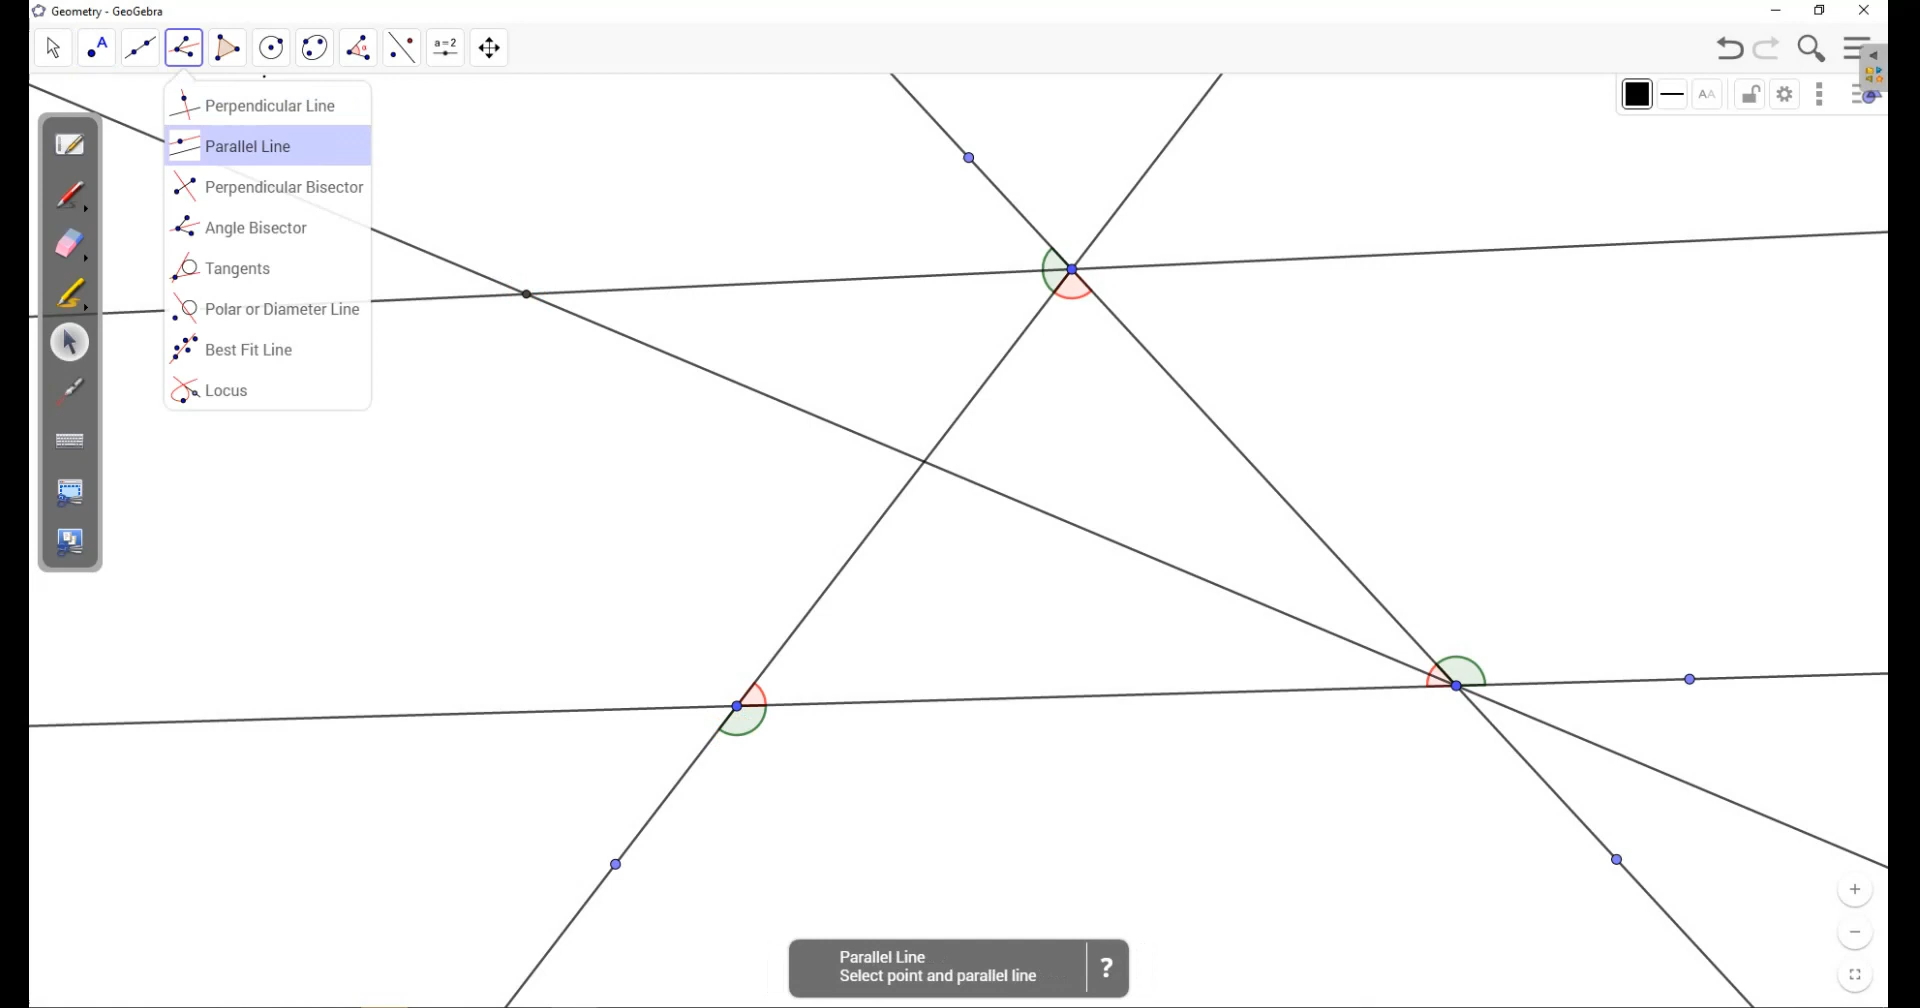 Geometry - GeoGebra
A
α
a=2
AA
Perpendicular Line
Parallel Line
Perpendicular Bisector
Angle Bisector
Tangents
Polar or Diameter Line
Best Fit Line
Locus
Parallel Line
Select point and parallel line
?